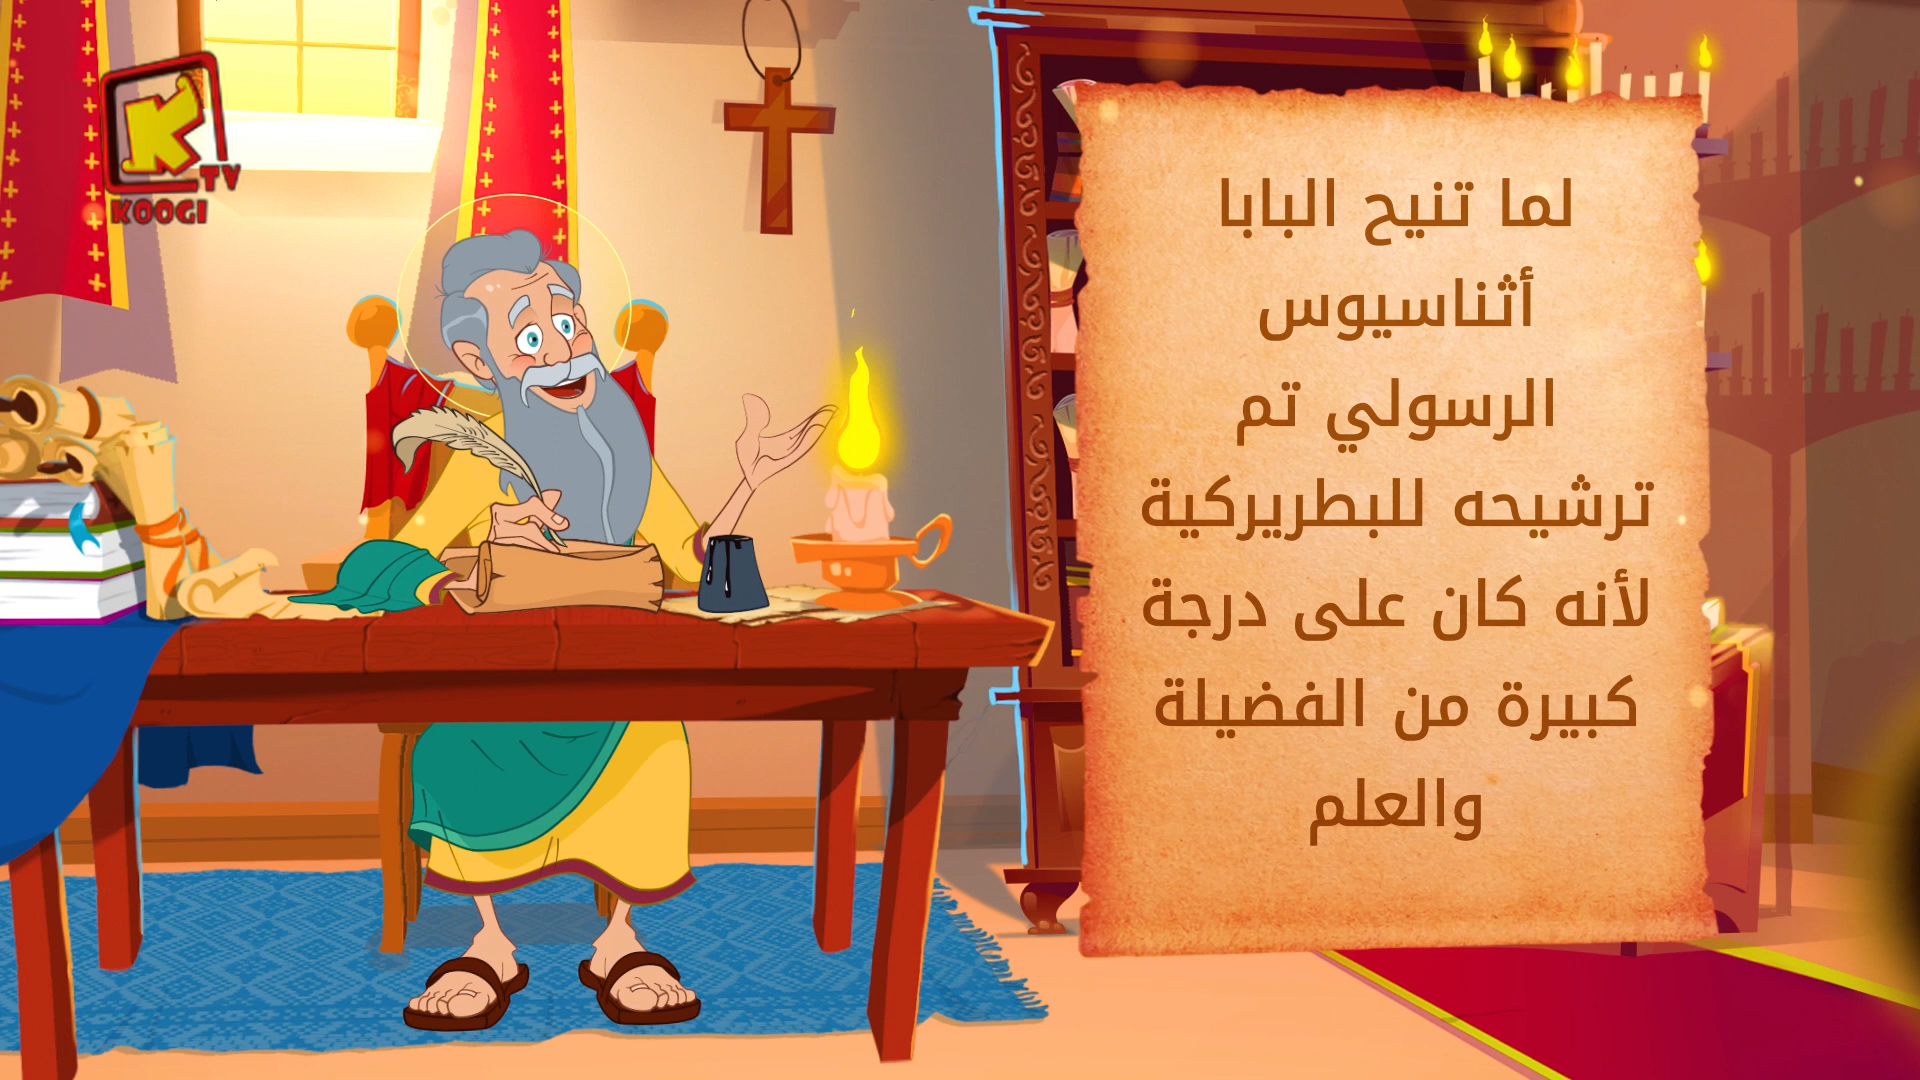 TV
KOOGI
لما تنيح البابا
أثناسيوس
الرسولي تم
ترشيحه للبطريركية
لأنه كان على درجة
كبيرة من الفضيلة
والعلم